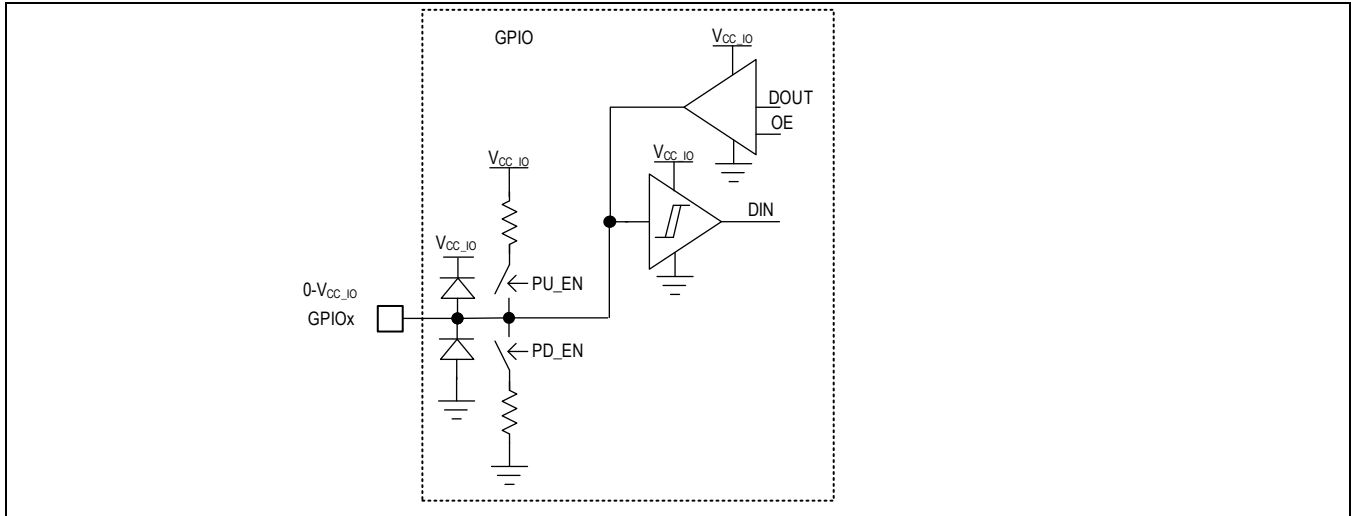 GPIO
VCC_IO
DOUT
OE
VCC_IO
VCC_IO
DIN
VCC_IO
PU_EN
0-VCC_IO
GPIOx
PD_EN